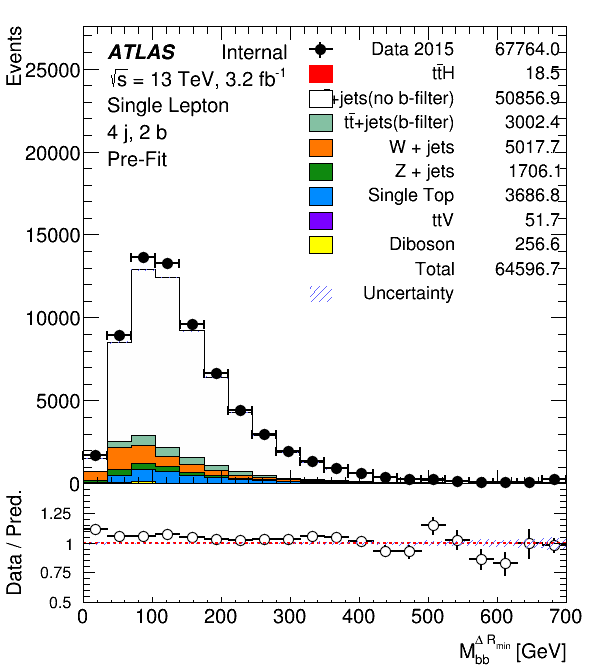 Events
25000
20000
15000
10000
5000
0
ATLAS Internal
√s = 13 TeV, 3.2 fb-1
Single Lepton
4 j, 2 b
Pre-Fit
Data 2015 67764.0
tt̄H 18.5
t̄+jets(no b-filter) 50856.9
tt̄+jets(b-filter) 3002.4
W + jets 5017.7
Z + jets 1706.1
Single Top 3686.8
ttV 51.7
Diboson 256.6
Total 64596.7
Uncertainty
Data / Pred.
1.25
1
0.75
0.5
0 100 200 300 400 500 600 700
M_bb^Δ R_min [GeV]